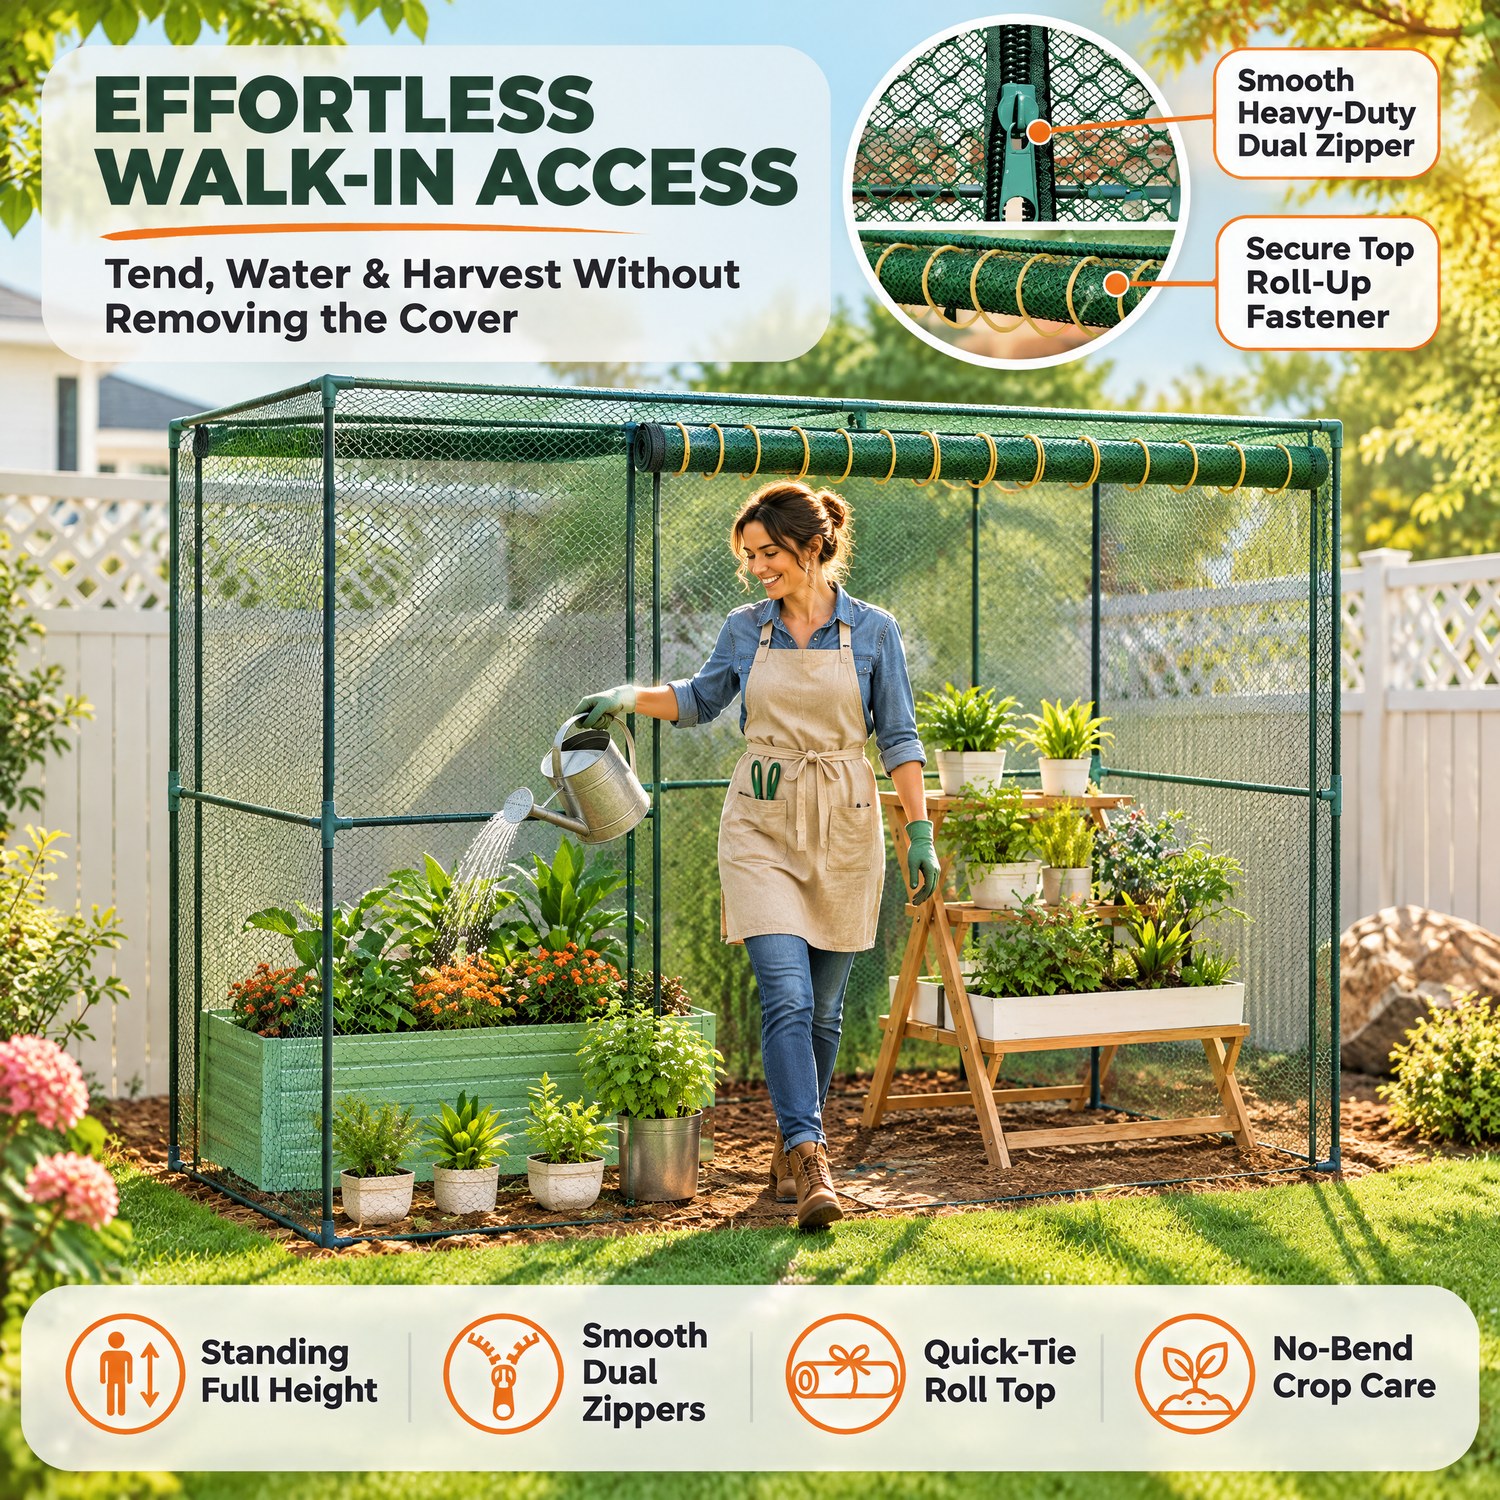 EFFORTLESS
WALK-IN ACCESS
Tend, Water & Harvest Without
Removing the Cover
Smooth
Heavy-Duty
Dual Zipper
Secure Top
Roll-Up
Fastener
Standing
Full Height
Smooth
Dual
Zippers
Quick-Tie
Roll Top
No-Bend
Crop Care